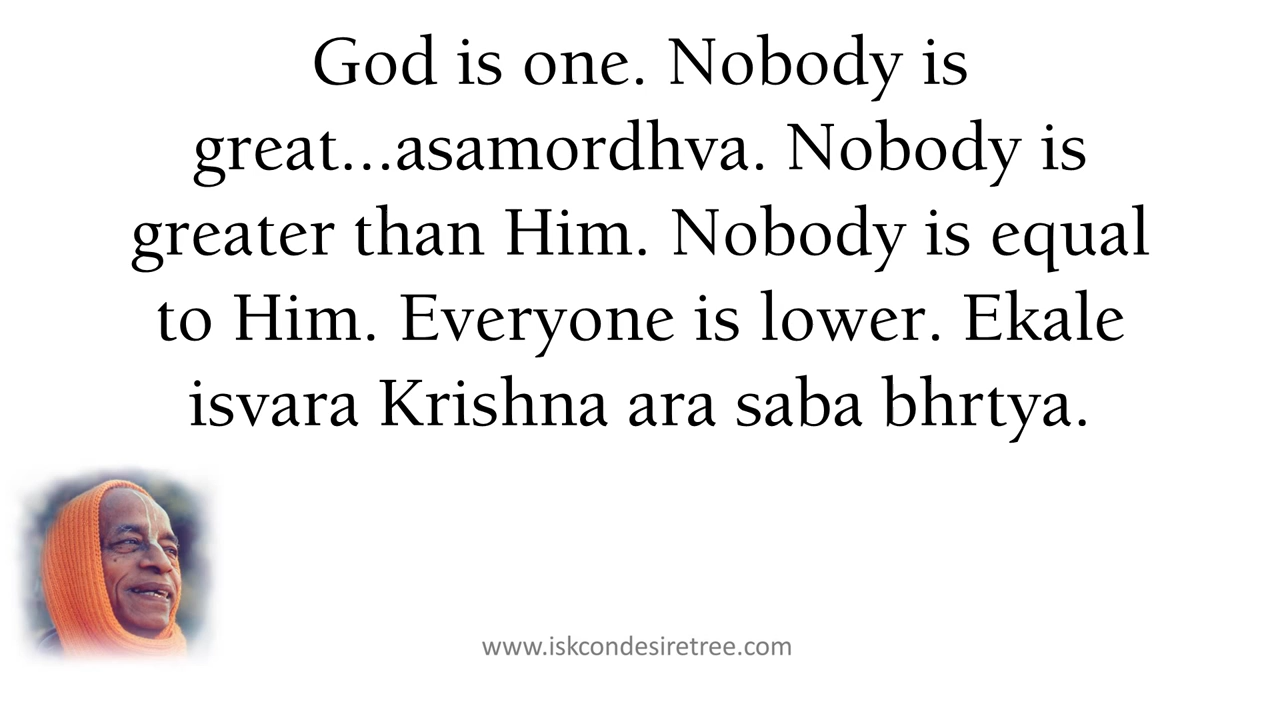 God is one. Nobody is
great...asamordhva. Nobody is
greater than Him. Nobody is equal
to Him. Everyone is lower. Ekale
isvara Krishna ara saba bhrtya.
www.iskcondesiretree.com